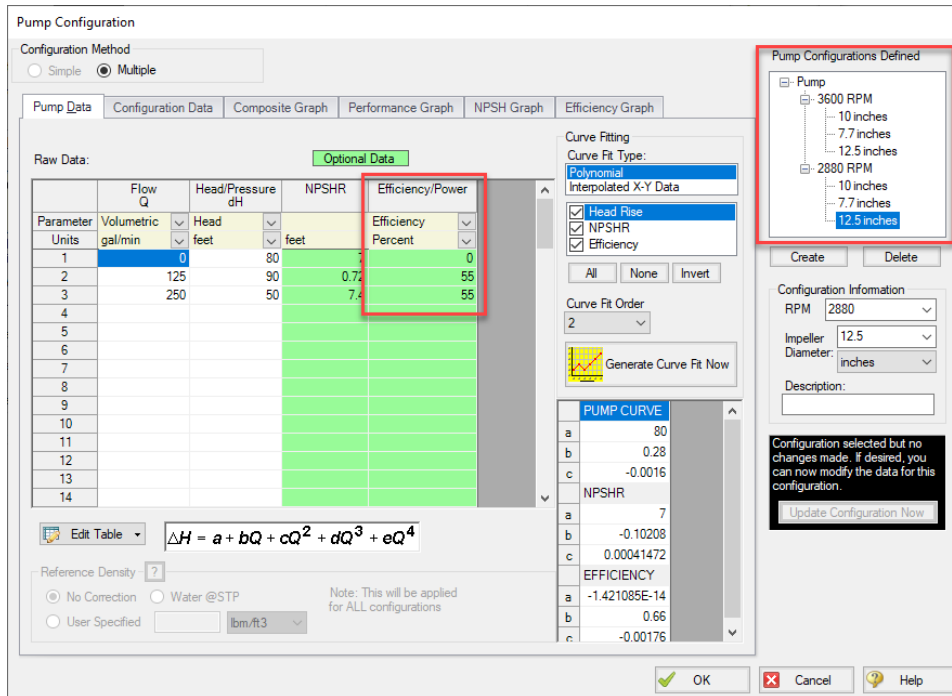 Pump Configuration
Configuration Method
Simple Multiple
Pump Data Configuration Data Composite Graph Performance Graph NPSH Graph Efficiency Graph
Raw Data: Optional Data
Flow Head/Pressure NPSHR Efficiency/Power
Q dH
Parameter Volumetric Head Efficiency
Units gal/min feet feet Percent
1 0 80 7 0
2 125 90 0.72 55
3 250 50 7.4 55
4
5
6
7
8
9
10
11
12
13
14
Edit Table
ΔH = a + bQ + cQ² + dQ³ + eQ⁴
Reference Density ?
No Correction Water @STP
User Specified lbm/ft3
Note: This will be applied
for ALL configurations
Curve Fitting
Curve Fit Type:
Polynomial
Interpolated X-Y Data
Head Rise
NPSHR
Efficiency
All None Invert
Curve Fit Order
2
Generate Curve Fit Now
PUMP CURVE
a 80
b 0.28
c -0.0016
NPSHR
a 7
b -0.10208
c 0.00041472
EFFICIENCY
a -1.421085E-14
b 0.66
c -0.00176
Pump Configurations Defined
Pump
3600 RPM
10 inches
7.7 inches
12.5 inches
2880 RPM
10 inches
7.7 inches
12.5 inches
Create Delete
Configuration Information
RPM 2880
Impeller 12.5
Diameter: inches
Description:
Configuration selected but no
changes made. If desired, you
can now modify the data for this
configuration.
Update Configuration Now
OK Cancel Help